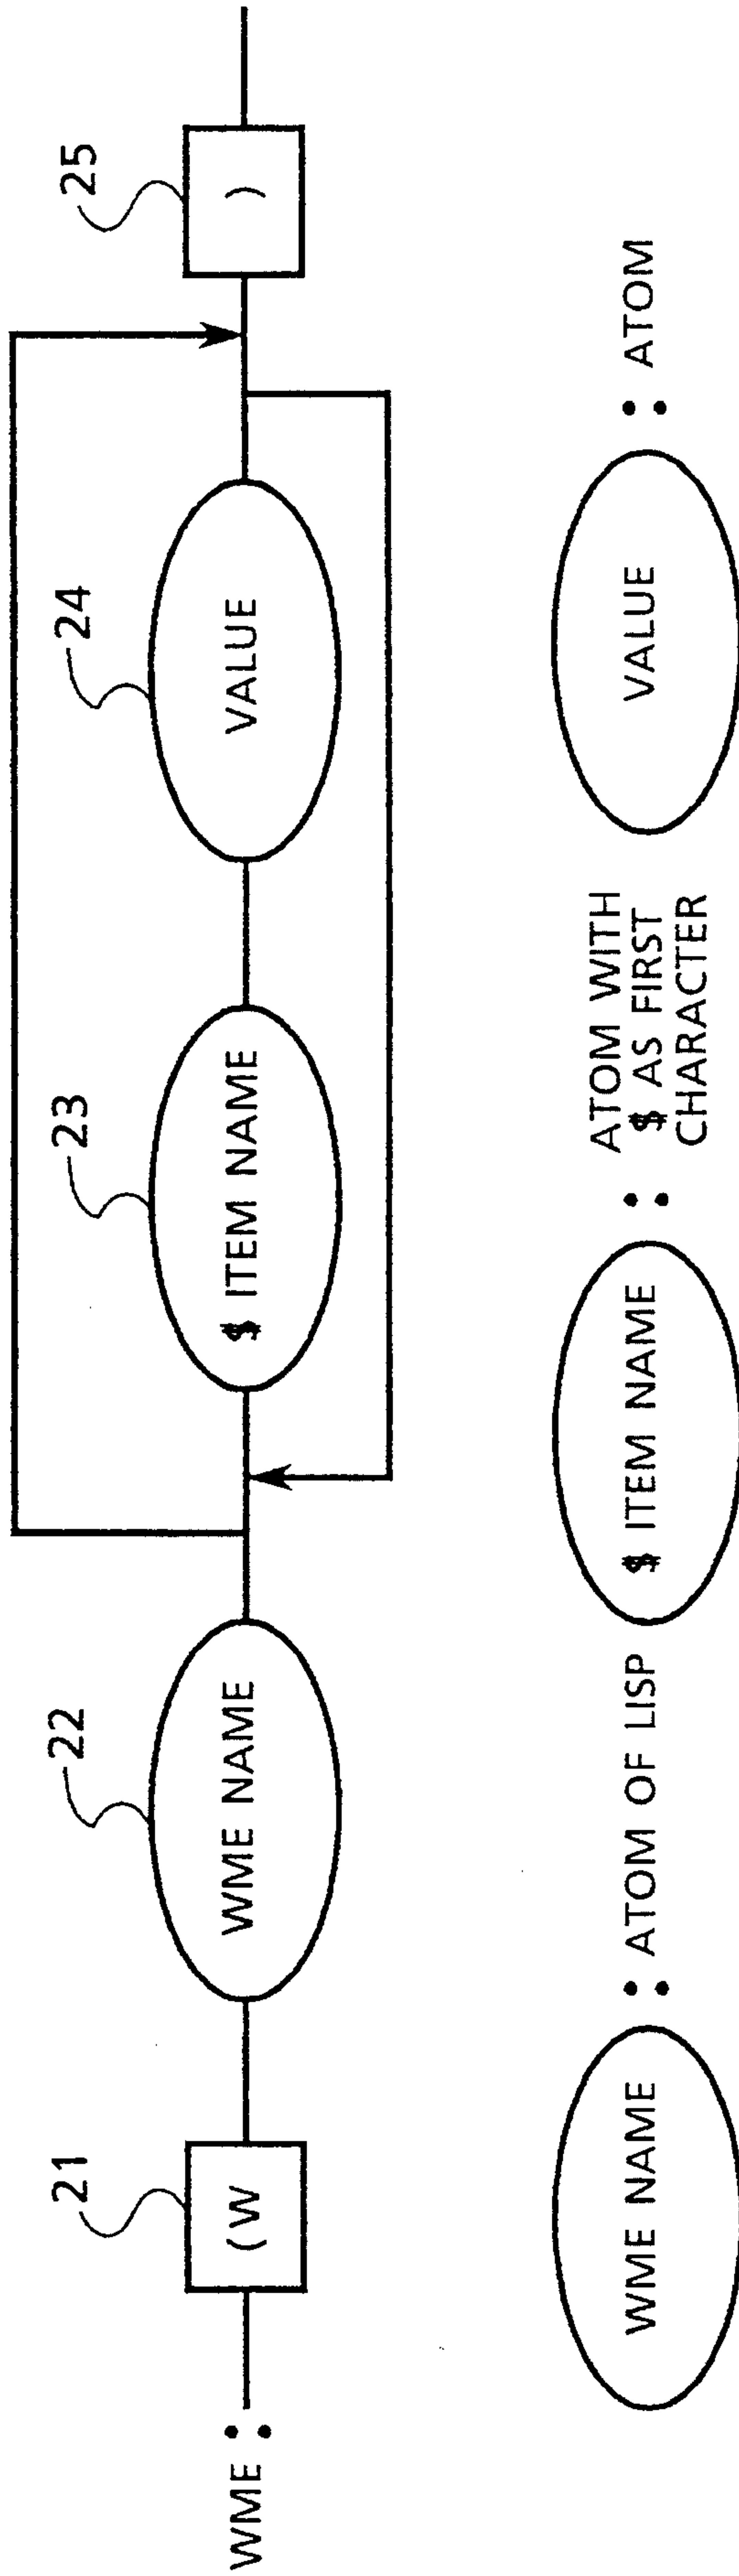 WME :
21
(W
22
WME NAME
23
$ ITEM NAME
24
VALUE
25
)
WME NAME
: ATOM OF LISP
$ ITEM NAME
: ATOM WITH
$ AS FIRST
CHARACTER
VALUE
: ATOM